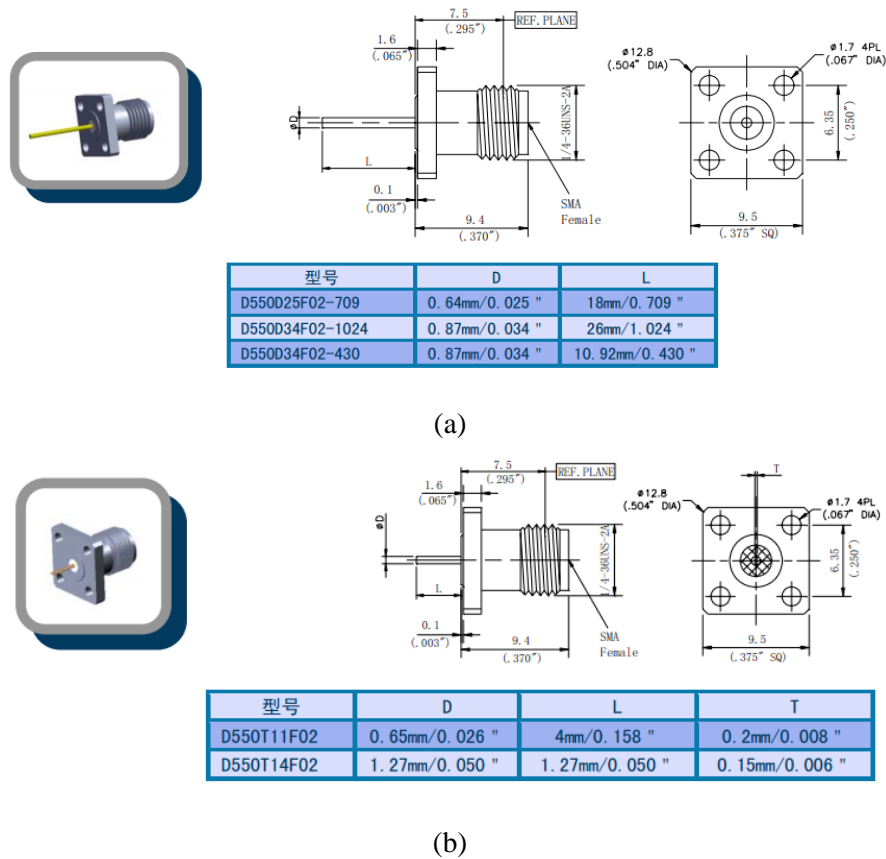 7.5
(.295″)
REF. PLANE
1.6
(.065″)
øD
L
0.1
(.003″)
9.4
(.370″)
1/4-36UNS-2A
SMA
Female
ø12.8
(.504″ DIA)
ø1.7 4PL
(.067″ DIA)
6.35
(.250″)
9.5
(.375″ SQ)
型号 D L
D550D25F02-709 0.64mm/0.025 ″ 18mm/0.709 ″
D550D34F02-1024 0.87mm/0.034 ″ 26mm/1.024 ″
D550D34F02-430 0.87mm/0.034 ″ 10.92mm/0.430 ″
(a)
7.5
(.295″)
REF. PLANE
1.6
(.065″)
øD
L
0.1
(.003″)
9.4
(.370″)
1/4-36UNS-2A
SMA
Female
T
ø12.8
(.504″ DIA)
ø1.7 4PL
(.067″ DIA)
6.35
(.250″)
9.5
(.375″ SQ)
型号 D L T
D550T11F02 0.65mm/0.026 ″ 4mm/0.158 ″ 0.2mm/0.008 ″
D550T14F02 1.27mm/0.050 ″ 1.27mm/0.050 ″ 0.15mm/0.006 ″
(b)